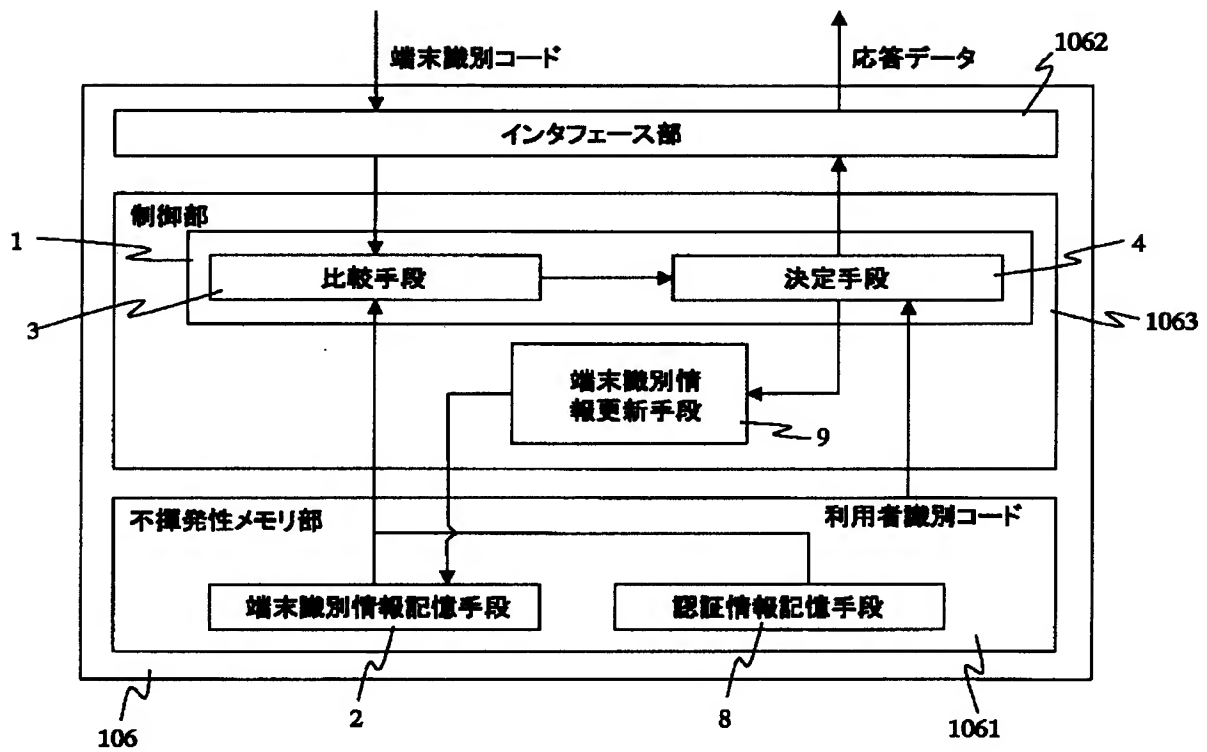 端末識別コード
応答データ
1062
インタフェース部
制御部
1
比較手段
決定手段
4
3
1063
端末識別情
報更新手段
9
不揮発性メモリ部
利用者識別コード
端末識別情報記憶手段
認証情報記憶手段
106
2
8
1061